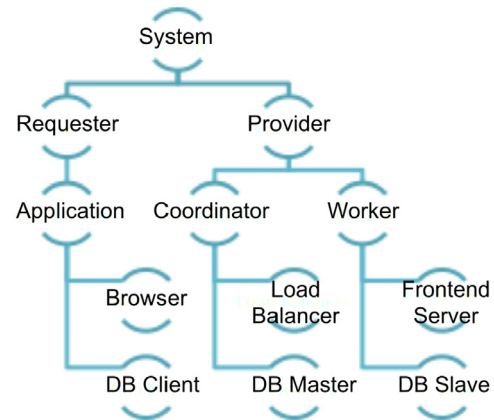 System
Requester
Provider
Application
Coordinator
Worker
Browser
Load
Balancer
Frontend
Server
DB Client
DB Master
DB Slave